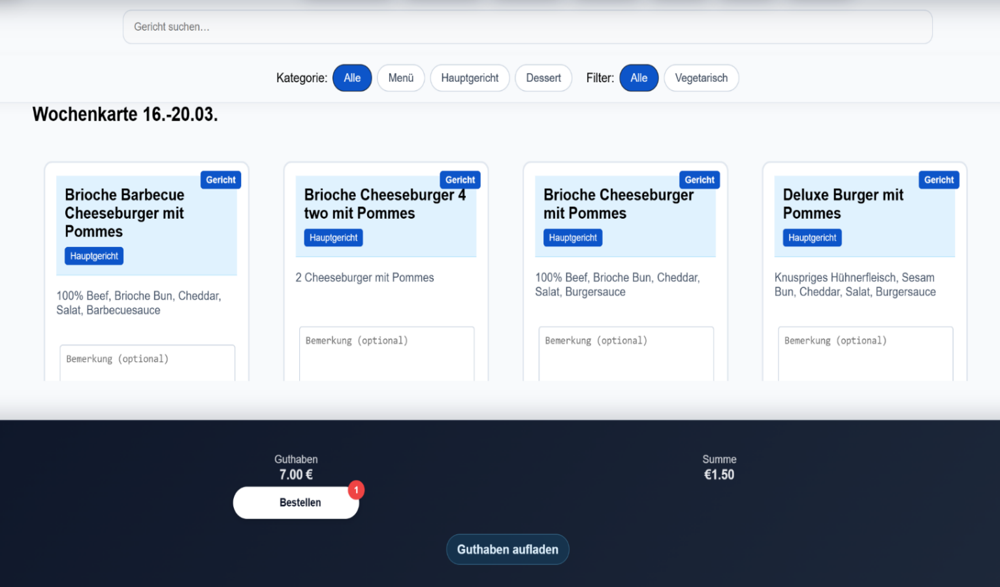 Gericht suchen...
Kategorie: Alle Menü Hauptgericht Dessert Filter: Alle Vegetarisch
Wochenkarte 16.-20.03.
Gericht
Brioche Barbecue
Cheeseburger mit
Pommes
Hauptgericht
100% Beef, Brioche Bun, Cheddar,
Salat, Barbecuesauce
Bemerkung (optional)
Gericht
Brioche Cheeseburger 4
two mit Pommes
Hauptgericht
2 Cheeseburger mit Pommes
Bemerkung (optional)
Gericht
Brioche Cheeseburger
mit Pommes
Hauptgericht
100% Beef, Brioche Bun, Cheddar,
Salat, Burgersauce
Bemerkung (optional)
Gericht
Deluxe Burger mit
Pommes
Hauptgericht
Knuspriges Hühnerfleisch, Sesam
Bun, Cheddar, Salat, Burgersauce
Bemerkung (optional)
Guthaben
7.00 €
Bestellen
1
Summe
€1.50
Guthaben aufladen